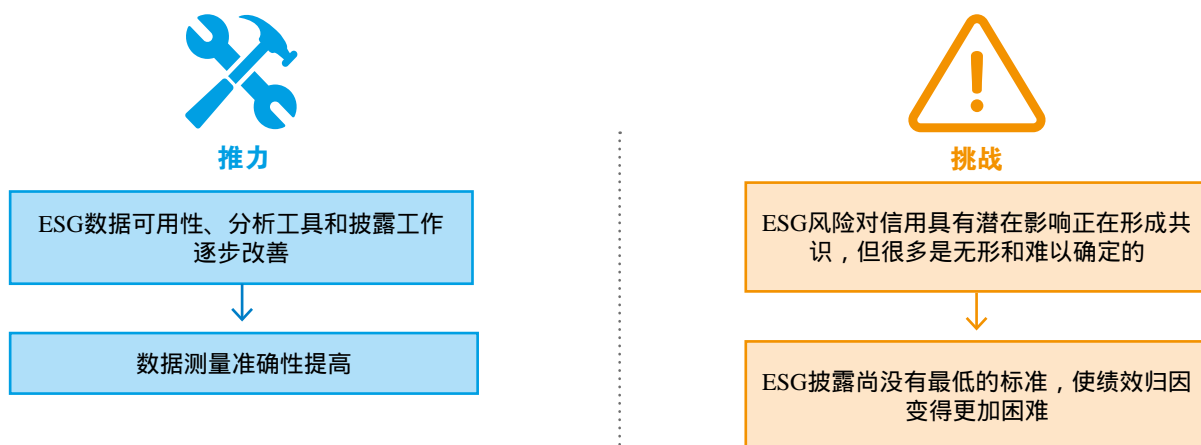 推力
ESG数据可用性、分析工具和披露工作
逐步改善
数据测量准确性提高
挑战
ESG风险对信用具有潜在影响正在形成共
识，但很多是无形和难以确定的
ESG披露尚没有最低的标准，使绩效归因
变得更加困难